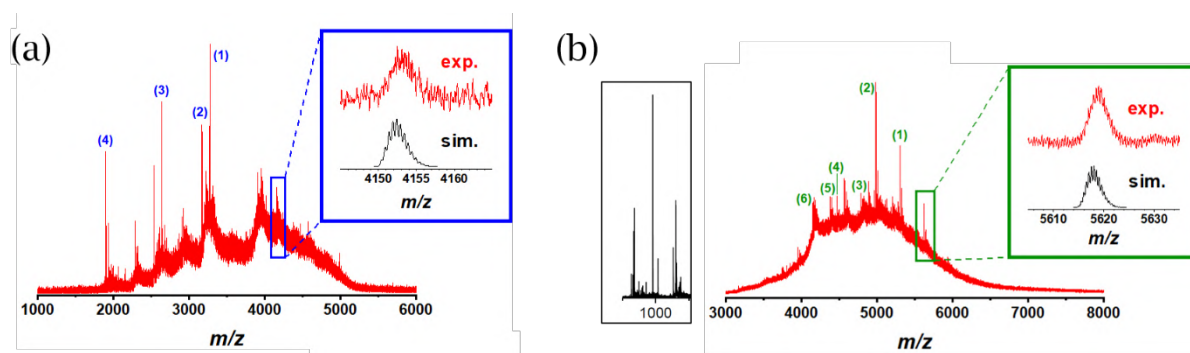 (a)
(1)
(3)
(2)
(4)
exp.
sim.
4150 4155 4160
m/z
1000 2000 3000 4000 5000 6000
m/z
(b)
1000
(2)
(1)
(4)
(5)
(3)
(6)
exp.
sim.
5610 5620 5630
m/z
3000 4000 5000 6000 7000 8000
m/z